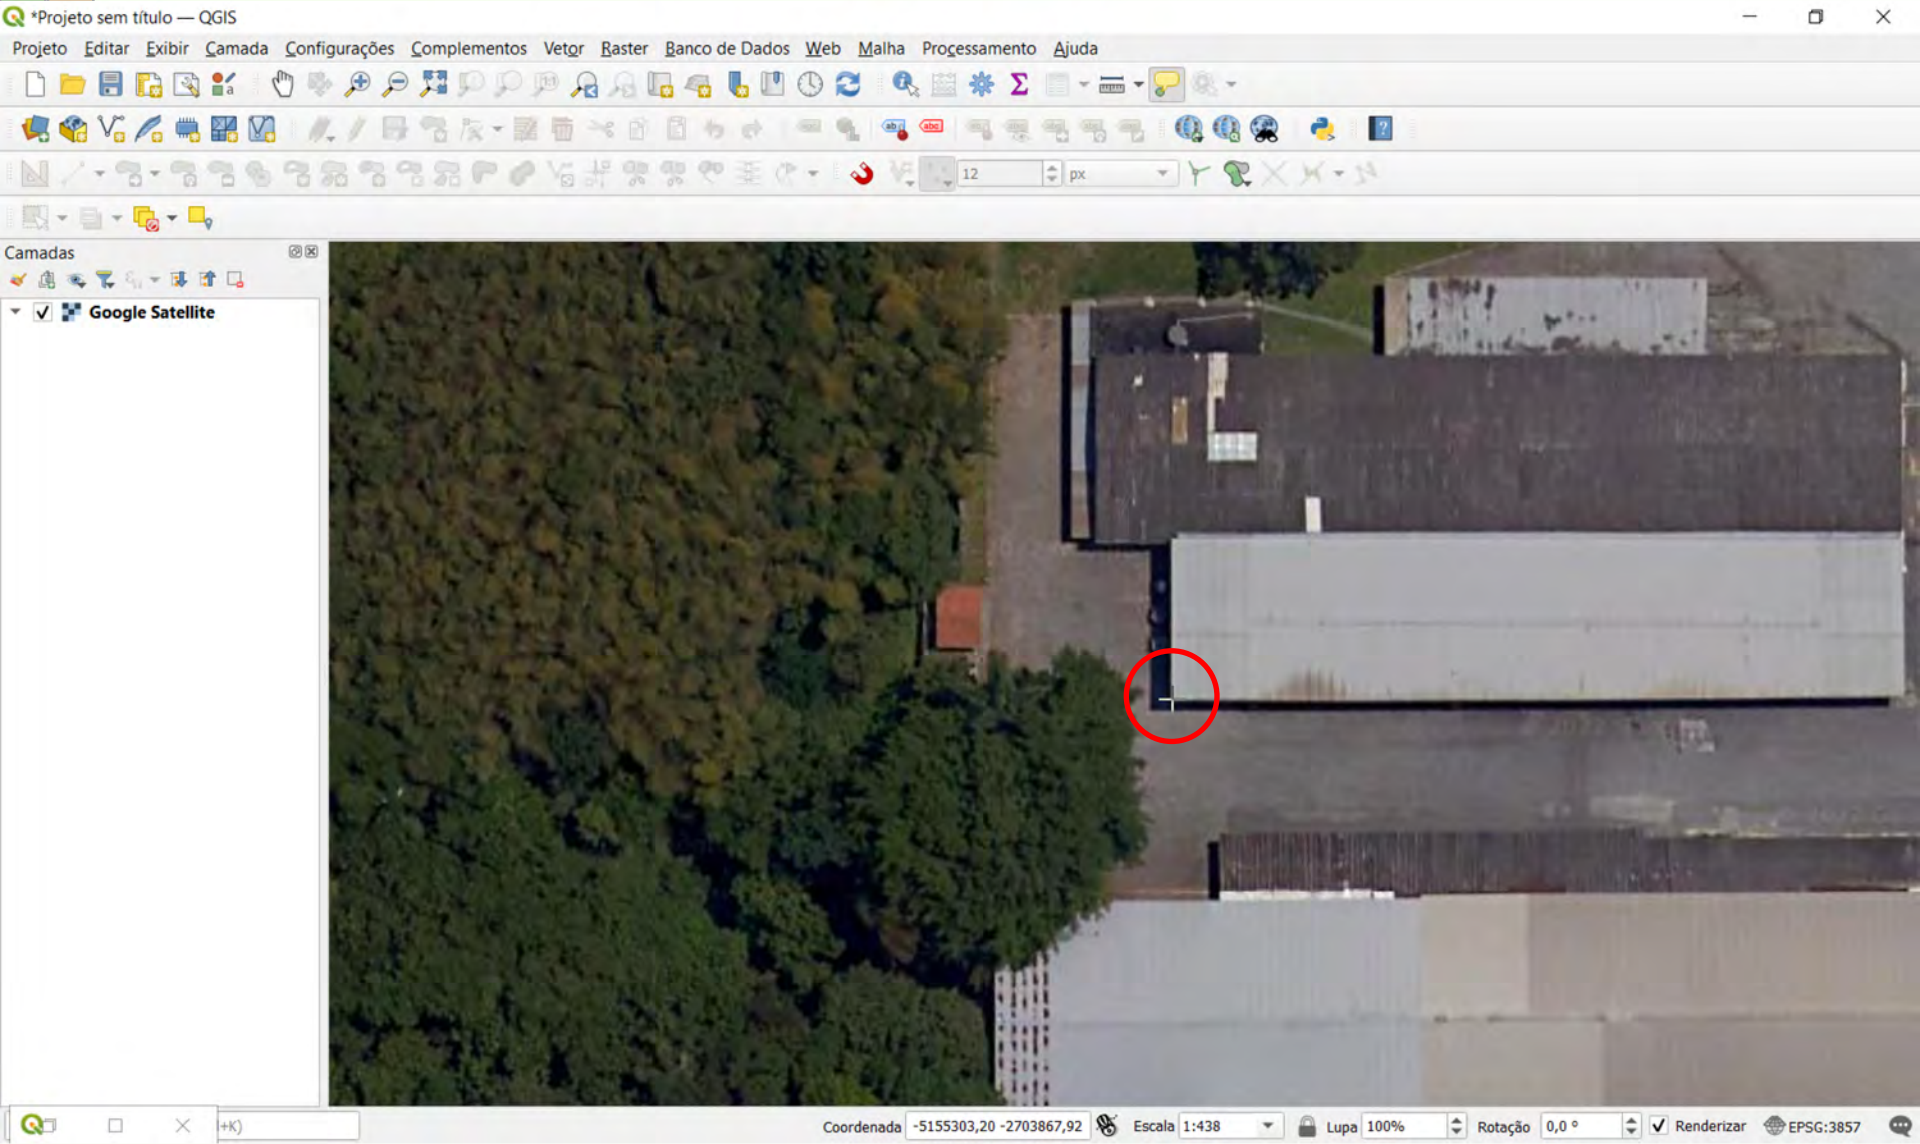 *Projeto sem título — QGIS
Projeto Editar Exibir Camada Configurações Complementos Vetor Raster Banco de Dados Web Malha Processamento Ajuda
12 px
Camadas
Google Satellite
+K)
Coordenada -5155303,20 -2703867,92 Escala 1:438 Lupa 100% Rotação 0,0 ° Renderizar EPSG:3857